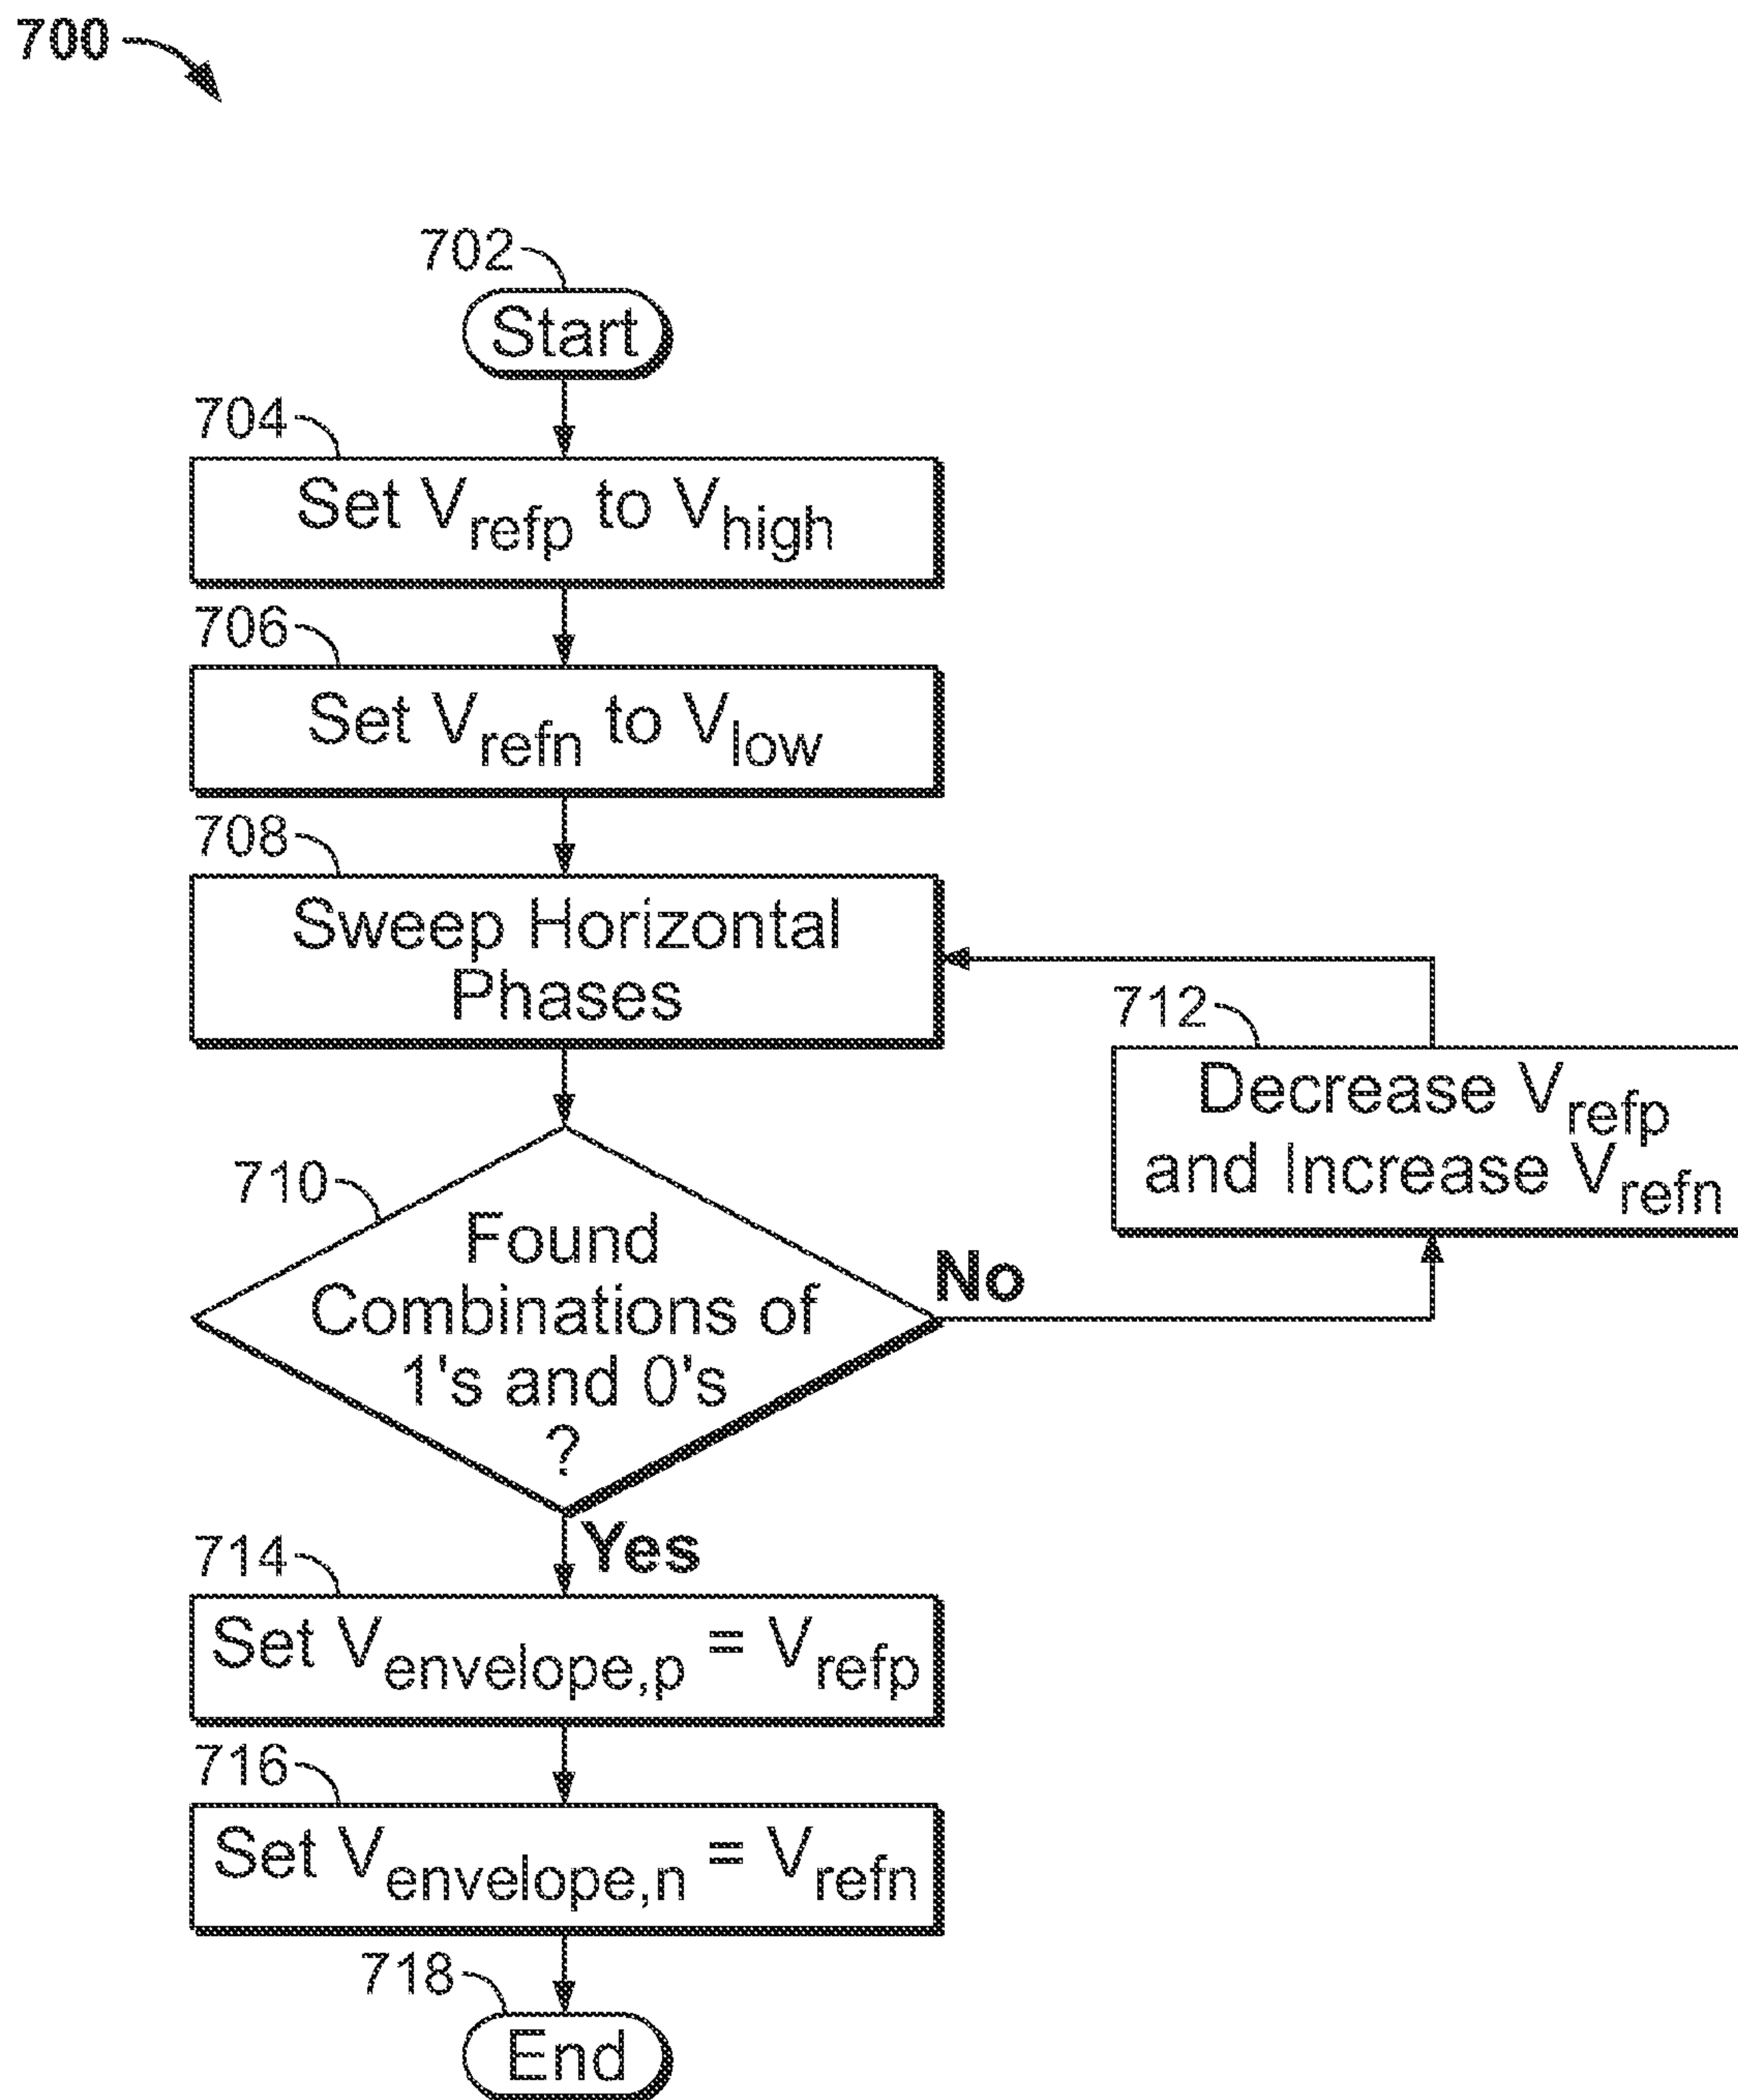 700
702
Start
704
Set Vrefp to Vhigh
706
Set Vrefn to Vlow
708
Sweep Horizontal
Phases
712
Decrease Vrefp
and Increase Vrefn
710
Found
Combinations of
1's and 0's
?
No
Yes
714
Set Venvelope,p = Vrefp
716
Set Venvelope,n = Vrefn
718
End